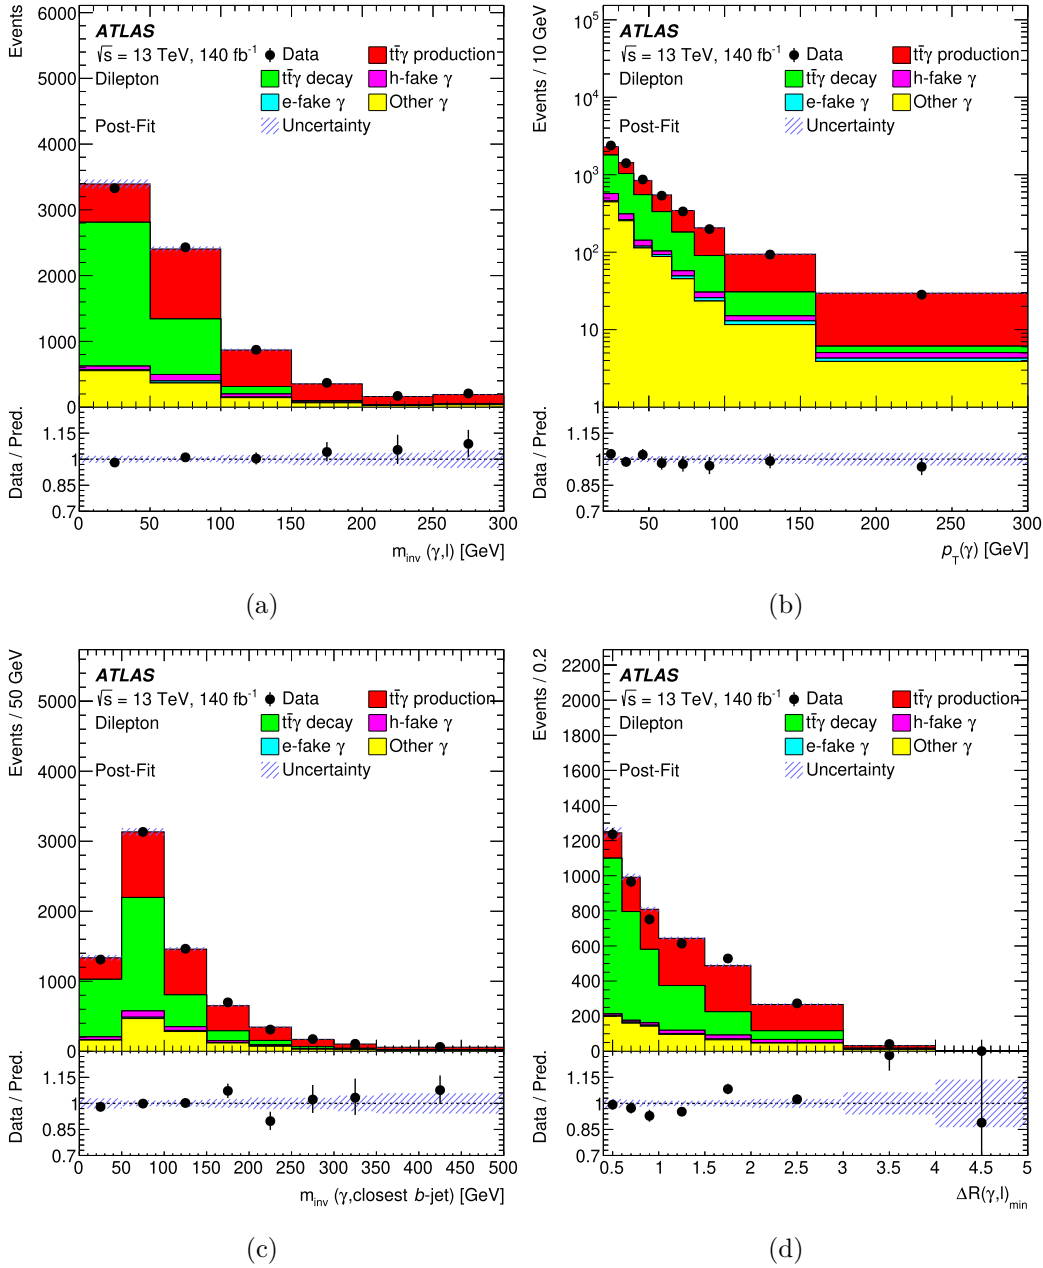 Events
6000
5000
4000
3000
2000
1000
0
ATLAS
√s = 13 TeV, 140 fb⁻¹
Dilepton
Post-Fit
Data
tt̄γ production
tt̄γ decay
h-fake γ
e-fake γ
Other γ
Uncertainty
Data / Pred.
1.15
1
0.85
0.7
0 50 100 150 200 250 300
m_inv (γ,l) [GeV]
(a)
Events / 10 GeV
10⁵
10⁴
10³
10²
10
1
ATLAS
√s = 13 TeV, 140 fb⁻¹
Dilepton
Post-Fit
Data
tt̄γ production
tt̄γ decay
h-fake γ
e-fake γ
Other γ
Uncertainty
Data / Pred.
1.15
1
0.85
0.7
50 100 150 200 250 300
p_T(γ) [GeV]
(b)
Events / 50 GeV
5000
4000
3000
2000
1000
0
ATLAS
√s = 13 TeV, 140 fb⁻¹
Dilepton
Post-Fit
Data
tt̄γ production
tt̄γ decay
h-fake γ
e-fake γ
Other γ
Uncertainty
Data / Pred.
1.15
1
0.85
0.7
0 50 100 150 200 250 300 350 400 450 500
m_inv (γ,closest b-jet) [GeV]
(c)
Events / 0.2
2200
2000
1800
1600
1400
1200
1000
800
600
400
200
0
ATLAS
√s = 13 TeV, 140 fb⁻¹
Dilepton
Post-Fit
Data
tt̄γ production
tt̄γ decay
h-fake γ
e-fake γ
Other γ
Uncertainty
Data / Pred.
1.15
1
0.85
0.7
0.5 1 1.5 2 2.5 3 3.5 4 4.5 5
ΔR(γ,l)_min
(d)